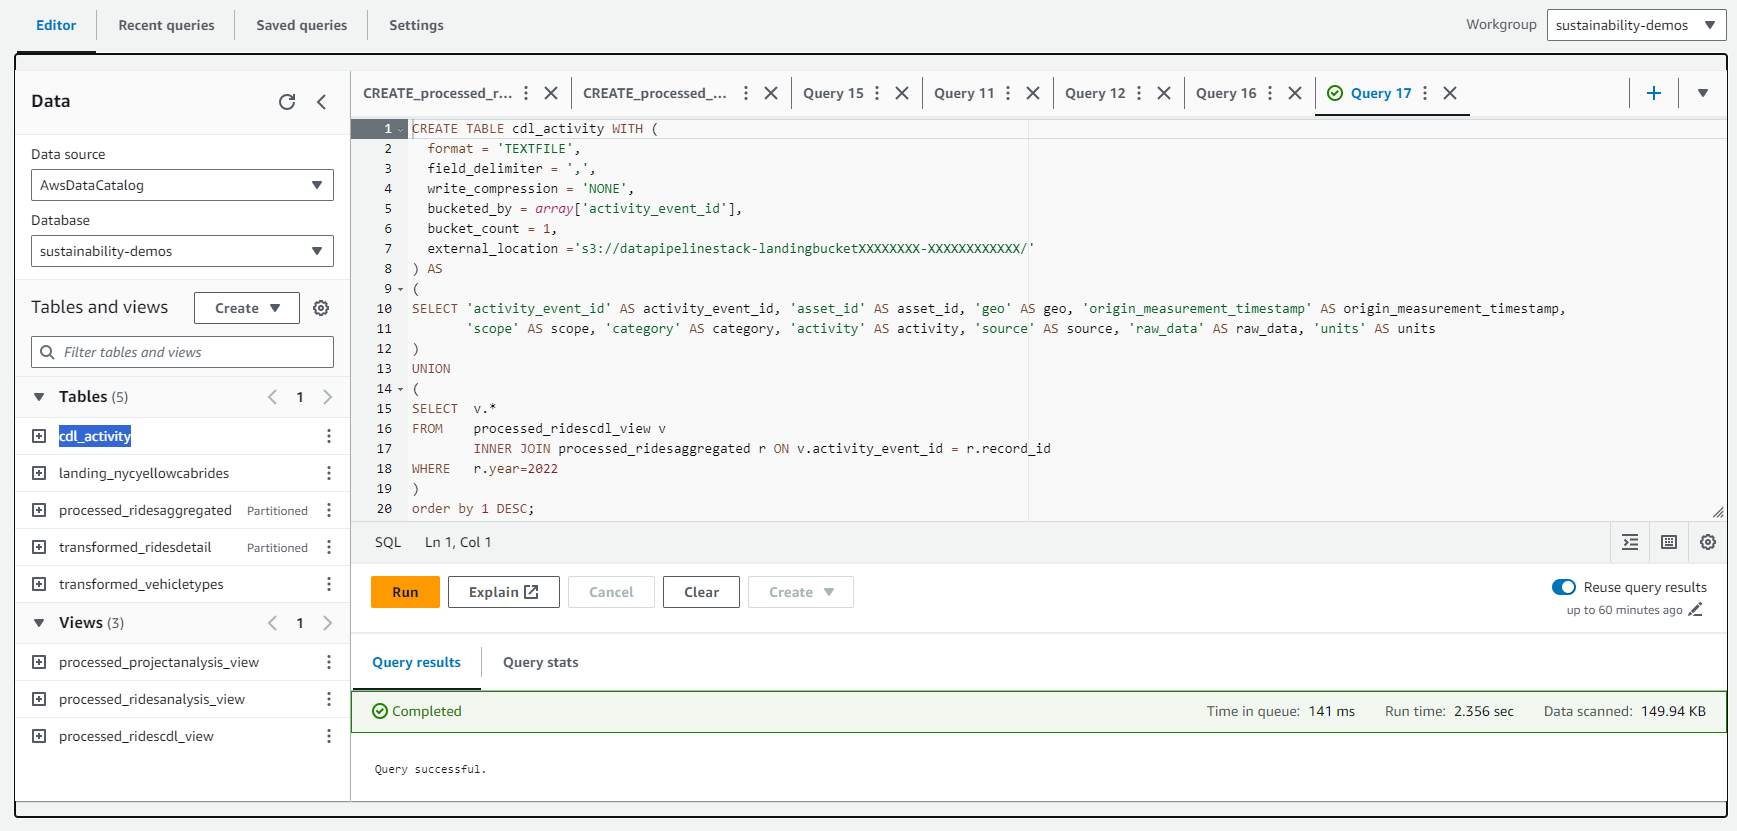 Editor Recent queries Saved queries Settings Workgroup sustainability-demos
Data
Data source
AwsDataCatalog
Database
sustainability-demos
Tables and views Create
Filter tables and views
Tables (5) 1
cdl_activity
landing_nycyellowcabrides
processed_ridesaggregated Partitioned
transformed_ridesdetail Partitioned
transformed_vehicletypes
Views (3) 1
processed_projectanalysis_view
processed_ridesanalysis_view
processed_ridescdl_view
CREATE_processed_r... CREATE_processed_... Query 15 Query 11 Query 12 Query 16 Query 17
1 CREATE TABLE cdl_activity WITH (
2 format = 'TEXTFILE',
3 field_delimiter = ',',
4 write_compression = 'NONE',
5 bucketed_by = array['activity_event_id'],
6 bucket_count = 1,
7 external_location ='s3://datapipelinestack-landingbucketXXXXXXXX-XXXXXXXXXXXX/'
8 ) AS
9 (
10 SELECT 'activity_event_id' AS activity_event_id, 'asset_id' AS asset_id, 'geo' AS geo, 'origin_measurement_timestamp' AS origin_measurement_timestamp,
11 'scope' AS scope, 'category' AS category, 'activity' AS activity, 'source' AS source, 'raw_data' AS raw_data, 'units' AS units
12 )
13 UNION
14 (
15 SELECT v.*
16 FROM processed_ridescdl_view v
17 INNER JOIN processed_ridesaggregated r ON v.activity_event_id = r.record_id
18 WHERE r.year=2022
19 )
20 order by 1 DESC;
SQL Ln 1, Col 1
Run Explain Cancel Clear Create Reuse query results
up to 60 minutes ago
Query results Query stats
Completed Time in queue: 141 ms Run time: 2.356 sec Data scanned: 149.94 KB
Query successful.